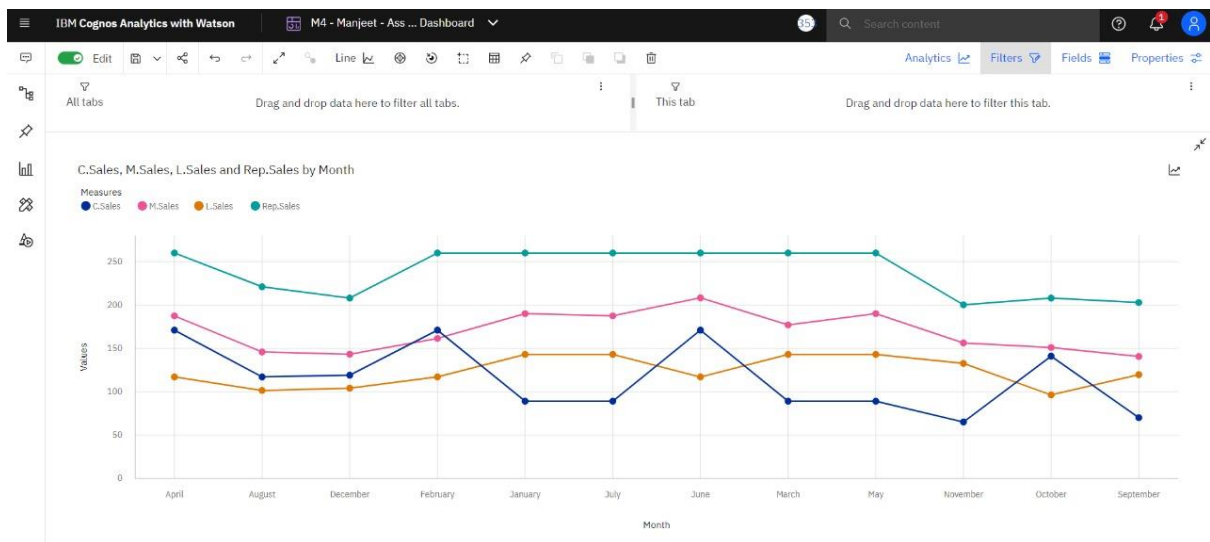 IBM Cognos Analytics with Watson M4 - Manjeet - Ass ... Dashboard 353 Search content 1
Edit Line Analytics Filters Fields Properties
All tabs Drag and drop data here to filter all tabs. This tab Drag and drop data here to filter this tab.
C.Sales, M.Sales, L.Sales and Rep.Sales by Month
Measures
C.Sales M.Sales L.Sales Rep.Sales
250
200
150
100
50
0
Values
April August December February January July June March May November October September
Month